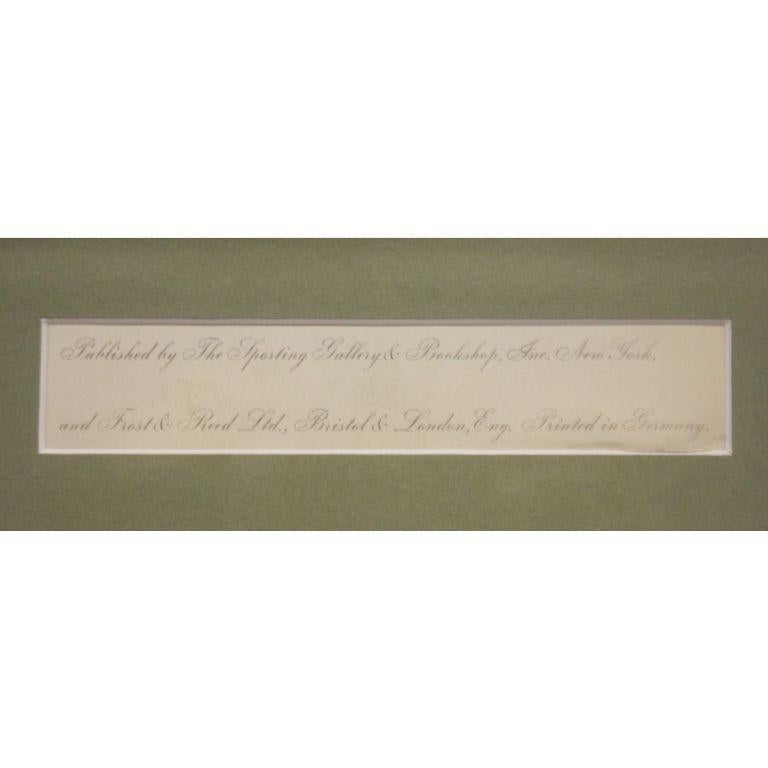 Published by The Sporting Gallery & Bookshop, Inc. New York,
and Frost & Reed Ltd., Bristol & London, Eng. Printed in Germany.